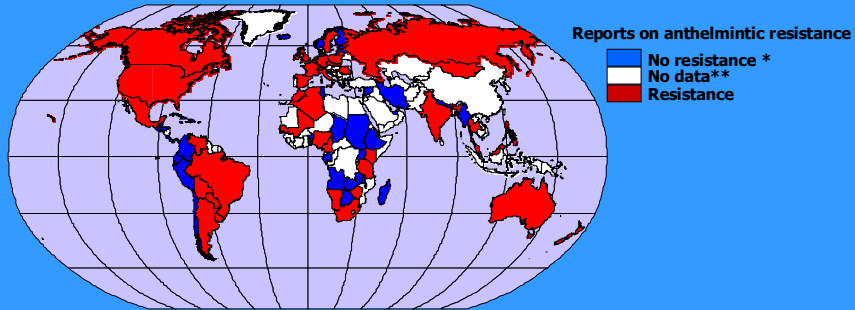 Reports on anthelmintic resistance
No resistance *
No data**
Resistance